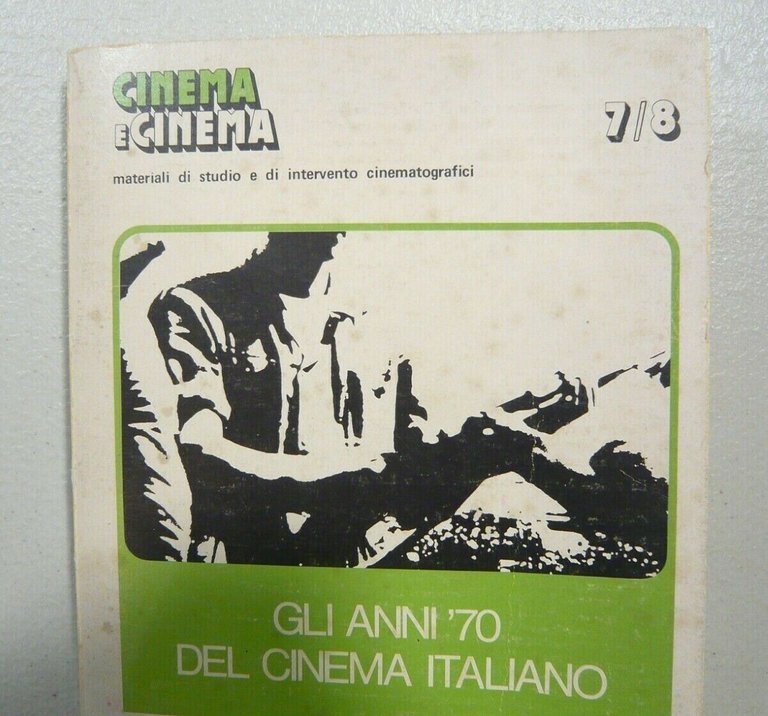 CINEMA
E CINEMA
7/8
materiali di studio e di intervento cinematografici
GLI ANNI '70
DEL CINEMA ITALIANO